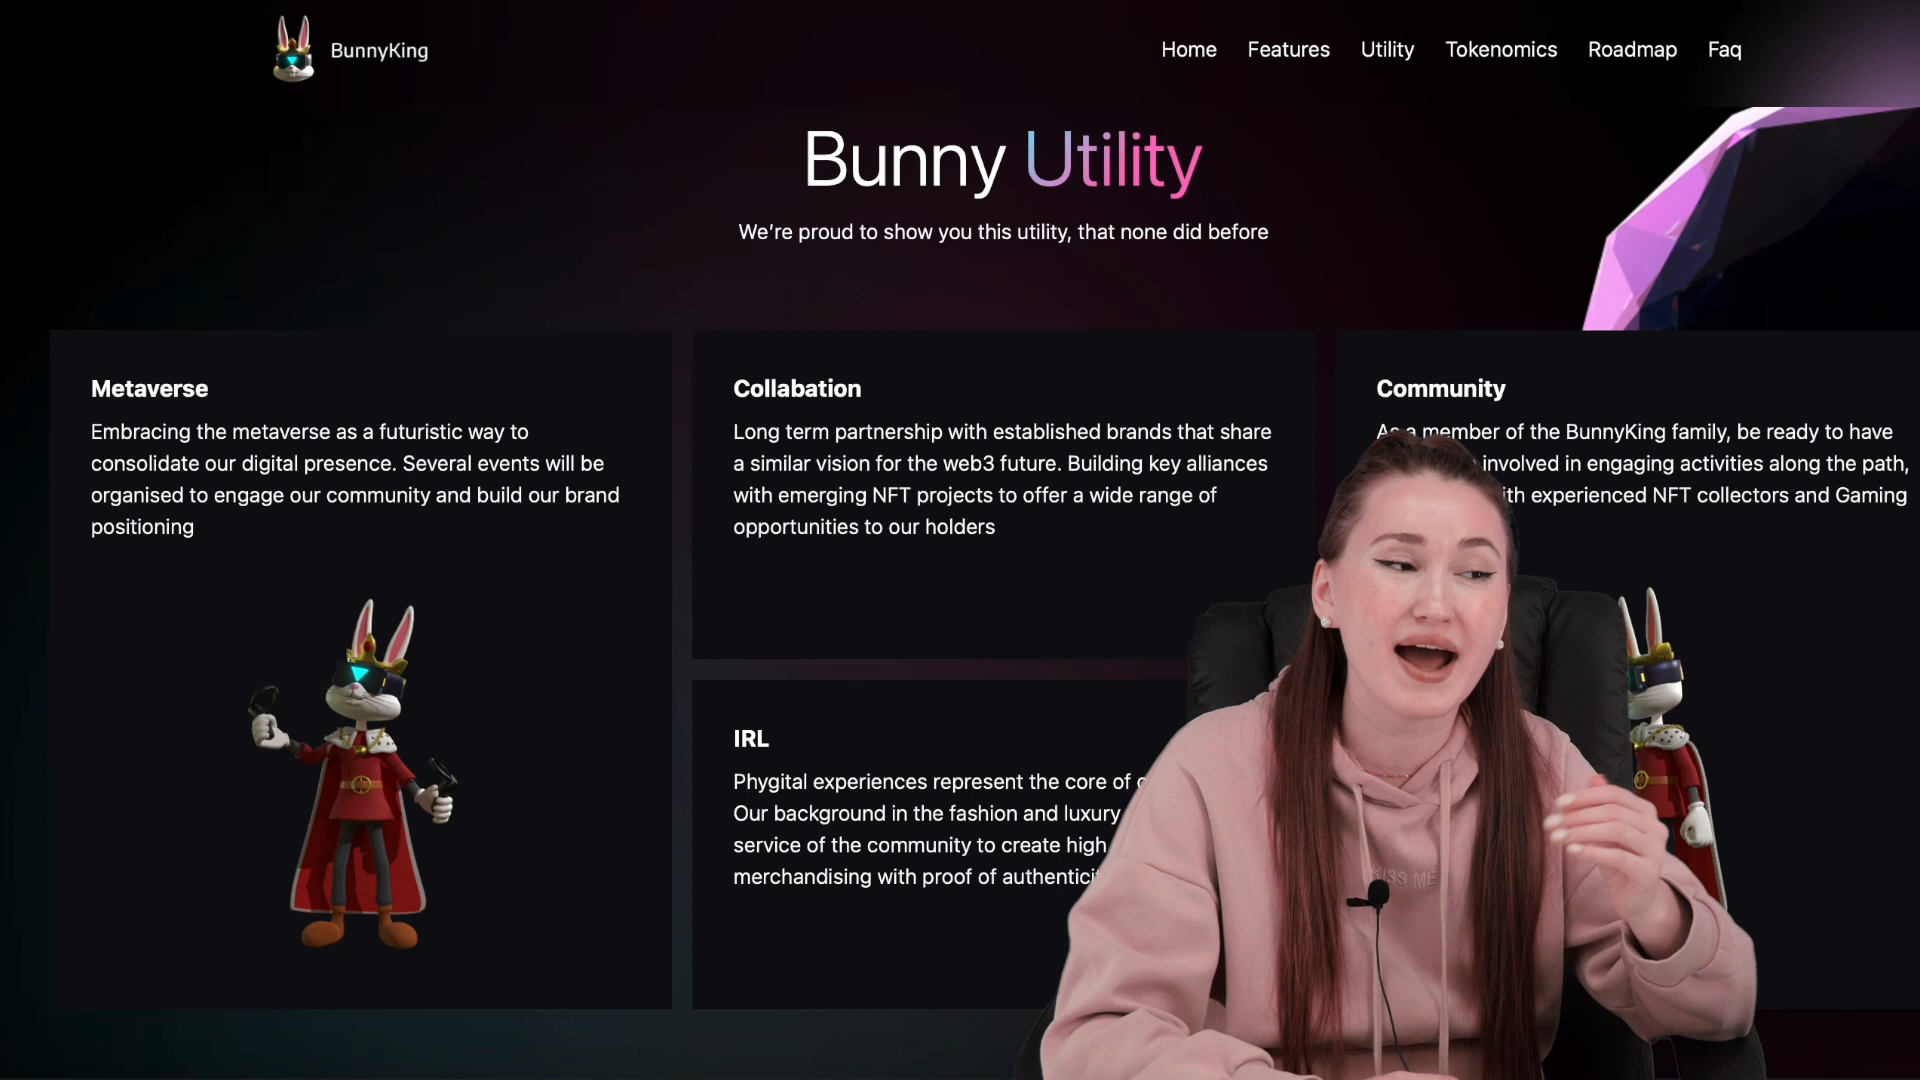 BunnyKing
Home Features Utility Tokenomics Roadmap Faq
Bunny Utility
We're proud to show you this utility, that none did before
Metaverse
Embracing the metaverse as a futuristic way to
consolidate our digital presence. Several events will be
organised to engage our community and build our brand
positioning
Collabation
Long term partnership with established brands that share
a similar vision for the web3 future. Building key alliances
with emerging NFT projects to offer a wide range of
opportunities to our holders
IRL
Phygital experiences represent the core of
Our background in the fashion and luxury
service of the community to create high
merchandising with proof of
Community
As a member of the BunnyKing family, be ready to have
involved in engaging activities along the path,
experienced NFT collectors and Gaming
KISS ME